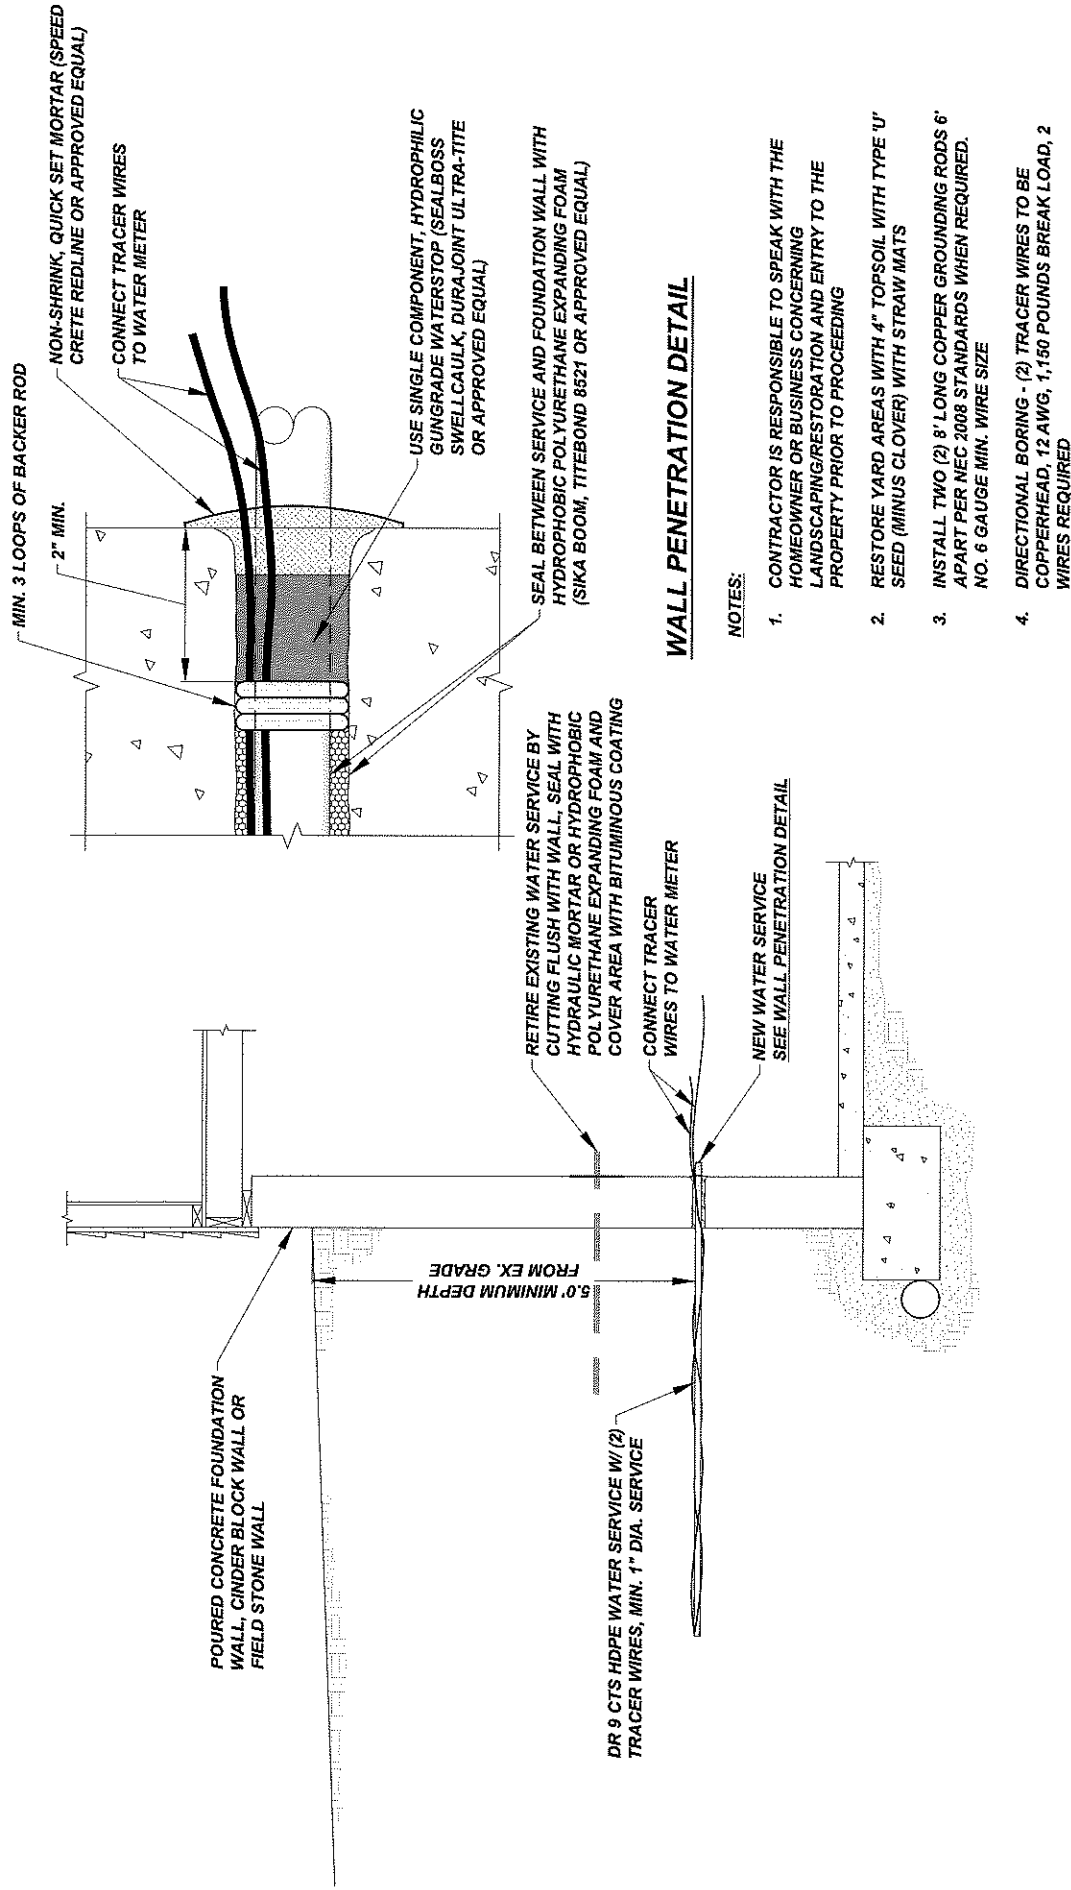 MIN. 3 LOOPS OF BACKER ROD
2" MIN.
NON-SHRINK, QUICK SET MORTAR (SPEED
CRETE REDLINE OR APPROVED EQUAL)
CONNECT TRACER WIRES
TO WATER METER
USE SINGLE COMPONENT, HYDROPHILIC
GUNGRADE WATERSTOP (SEALBOSS
SWELLCAULK, DURAJOINT ULTRA-TITE
OR APPROVED EQUAL)
SEAL BETWEEN SERVICE AND FOUNDATION WALL WITH
HYDROPHOBIC POLYURETHANE EXPANDING FOAM
(SIKA BOOM, TITEBOND 8521 OR APPROVED EQUAL)
WALL PENETRATION DETAIL
POURED CONCRETE FOUNDATION
WALL, CINDER BLOCK WALL OR
FIELD STONE WALL
5.0' MINIMUM DEPTH
FROM EX. GRADE
DR 9 CTS HDPE WATER SERVICE W/ (2)
TRACER WIRES, MIN. 1" DIA. SERVICE
RETIRE EXISTING WATER SERVICE BY
CUTTING FLUSH WITH WALL, SEAL WITH
HYDRAULIC MORTAR OR HYDROPHOBIC
POLYURETHANE EXPANDING FOAM AND
COVER AREA WITH BITUMINOUS COATING
CONNECT TRACER
WIRES TO WATER METER
NEW WATER SERVICE
SEE WALL PENETRATION DETAIL
NOTES:
1. CONTRACTOR IS RESPONSIBLE TO SPEAK WITH THE
HOMEOWNER OR BUSINESS CONCERNING
LANDSCAPING/RESTORATION AND ENTRY TO THE
PROPERTY PRIOR TO PROCEEDING
2. RESTORE YARD AREAS WITH 4" TOPSOIL WITH TYPE 'U'
SEED (MINUS CLOVER) WITH STRAW MATS
3. INSTALL TWO (2) 8' LONG COPPER GROUNDING RODS 6'
APART PER NEC 2008 STANDARDS WHEN REQUIRED.
NO. 6 GAUGE MIN. WIRE SIZE
4. DIRECTIONAL BORING - (2) TRACER WIRES TO BE
COPPERHEAD, 12 AWG, 1,150 POUNDS BREAK LOAD, 2
WIRES REQUIRED